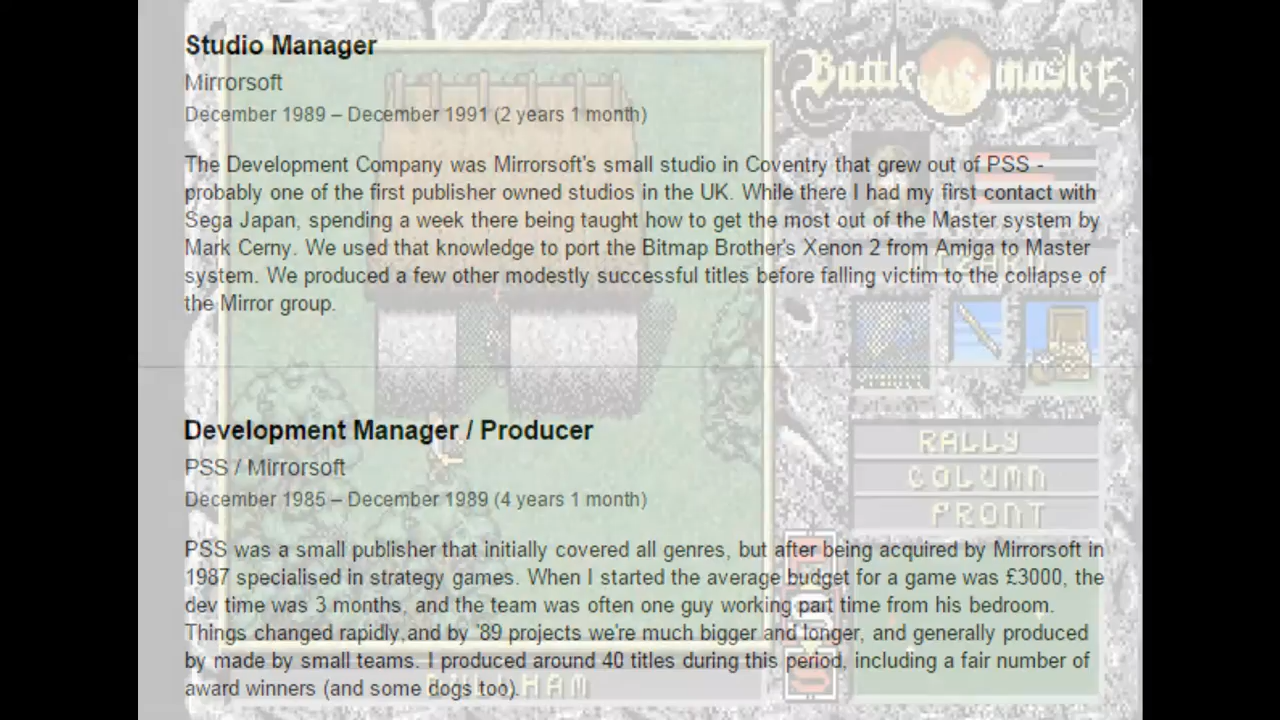 Studio Manager
Mirrorsoft
December 1989 – December 1991 (2 years 1 month)
The Development Company was Mirrorsoft's small studio in Coventry that grew out of PSS -
probably one of the first publisher owned studios in the UK. While there I had my first contact with
Sega Japan, spending a week there being taught how to get the most out of the Master system by
Mark Cerny. We used that knowledge to port the Bitmap Brother's Xenon 2 from Amiga to Master
system. We produced a few other modestly successful titles before falling victim to the collapse of
the Mirror group.
Development Manager / Producer
PSS / Mirrorsoft
December 1985 – December 1989 (4 years 1 month)
PSS was a small publisher that initially covered all genres, but after being acquired by Mirrorsoft in
1987 specialised in strategy games. When I started the average budget for a game was £3000, the
dev time was 3 months, and the team was often one guy working part time from his bedroom.
Things changed rapidly,and by '89 projects we're much bigger and longer, and generally produced
by made by small teams. I produced around 40 titles during this period, including a fair number of
award winners (and some dogs too).
Battle master
RALLY
COLUMN
FRONT